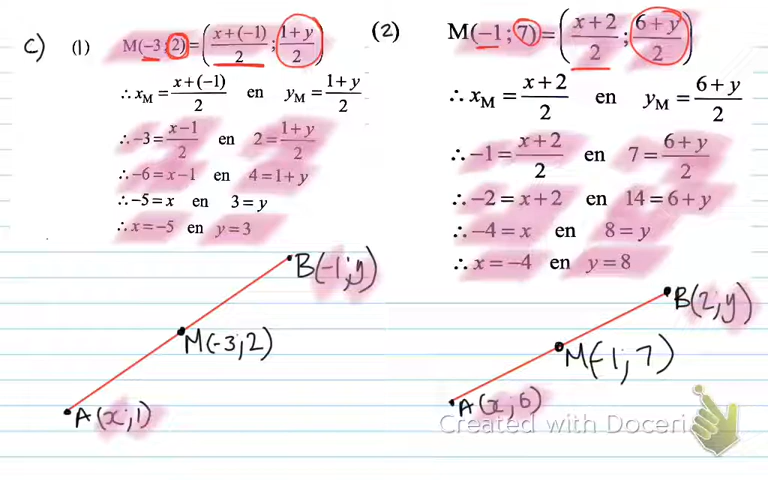 C) (1) M(−3; 2) = (x+(−1)/2 ; 1+y/2)
∴ x_M = x+(−1)/2 en y_M = 1+y/2
∴ −3 = x−1/2 en 2 = 1+y/2
∴ −6 = x−1 en 4 = 1+y
∴ −5 = x en 3 = y
∴ x = −5 en y = 3
B(-1;y)
M(-3;2)
A(x;1)
(2) M(−1; 7) = (x+2/2 ; 6+y/2)
∴ x_M = x+2/2 en y_M = 6+y/2
∴ −1 = x+2/2 en 7 = 6+y/2
∴ −2 = x+2 en 14 = 6+y
∴ −4 = x en 8 = y
∴ x = −4 en y = 8
B(2;y)
M(-1;7)
A(x;6)
Created with Doceri